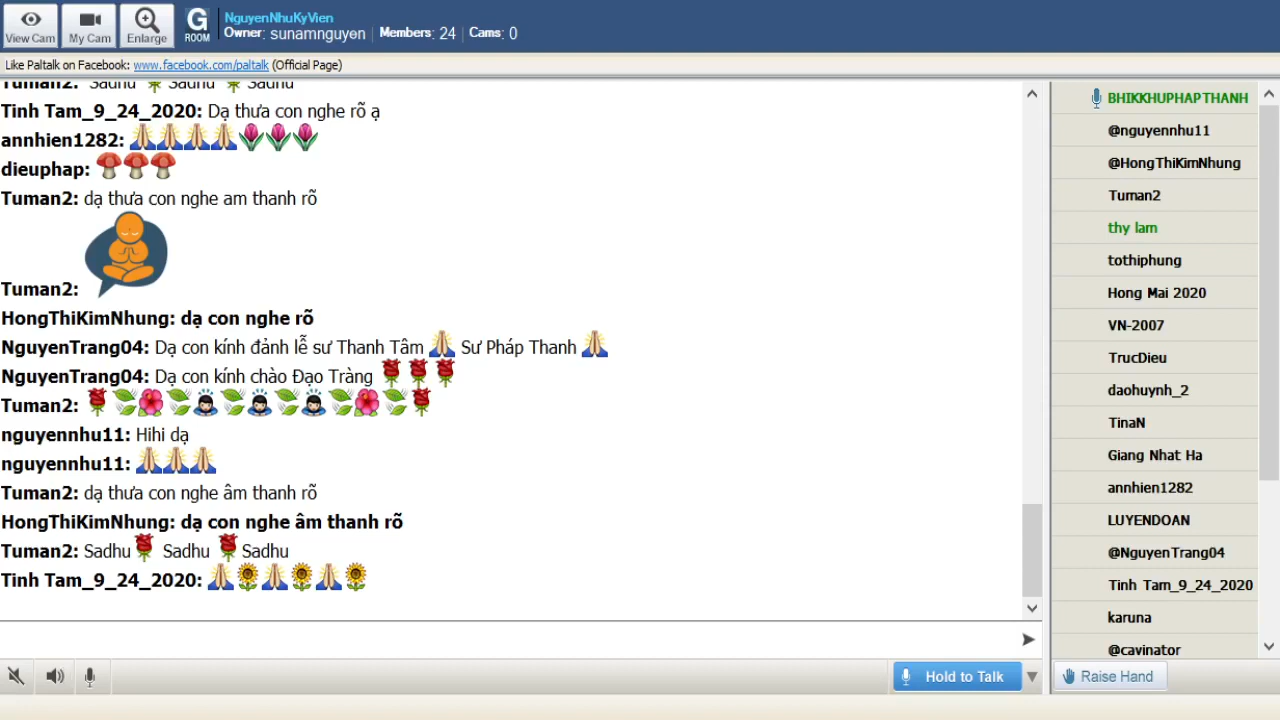 View Cam
My Cam
Enlarge
G
ROOM
NguyenNhuKyVien
Owner: sunamnguyen | Members: 24 | Cams: 0
Like Paltalk on Facebook: www.facebook.com/paltalk (Official Page)
Tuman2: Sadhu Sadhu Sadhu
Tinh Tam_9_24_2020: Dạ thưa con nghe rõ ạ
annhien1282: 🙏🙏🙏🙏🌷🌷🌷
dieuphap: 🍄🍄🍄
Tuman2: dạ thưa con nghe am thanh rõ
Tuman2:
HongThiKimNhung: dạ con nghe rõ
NguyenTrang04: Dạ con kính đảnh lễ sư Thanh Tâm 🙏 Sư Pháp Thanh 🙏
NguyenTrang04: Dạ con kính chào Đạo Tràng 🌹🌹🌹
Tuman2: 🌹🌿🌺🌿🙇🌿🙇🌿🙇🌿🌺🌿🌹
nguyennhu11: Hihi dạ
nguyennhu11: 🙏🙏🙏
Tuman2: dạ thưa con nghe âm thanh rõ
HongThiKimNhung: dạ con nghe âm thanh rõ
Tuman2: Sadhu🌹 Sadhu 🌹Sadhu
Tinh Tam_9_24_2020: 🙏🌻🙏🌻🙏🌻
Hold to Talk
BHIKKHUPHAPTHANH
@nguyennhu11
@HongThiKimNhung
Tuman2
thy lam
tothiphung
Hong Mai 2020
VN-2007
TrucDieu
daohuynh_2
TinaN
Giang Nhat Ha
annhien1282
LUYENDOAN
@NguyenTrang04
Tinh Tam_9_24_2020
karuna
@cavinator
Raise Hand